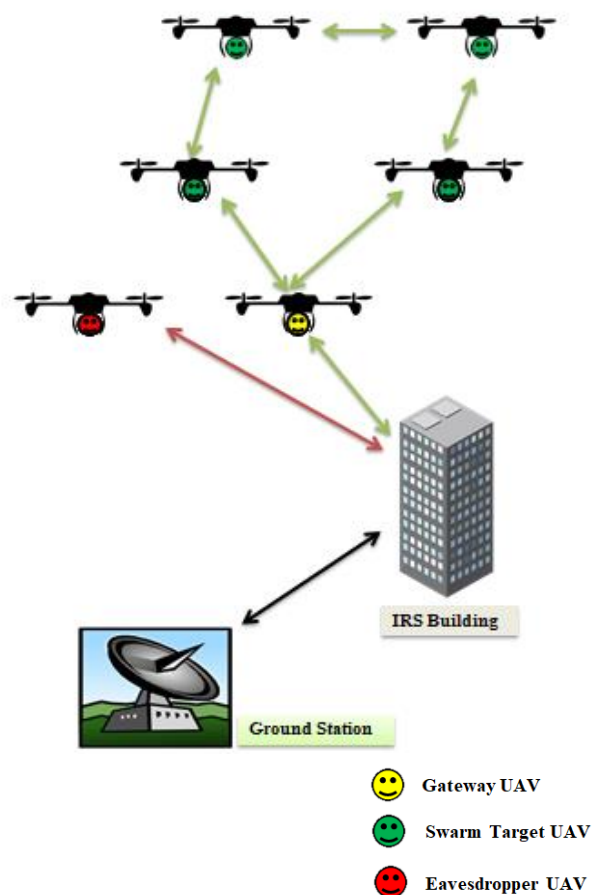 IRS Building
Ground Station
Gateway UAV
Swarm Target UAV
Eavesdropper UAV